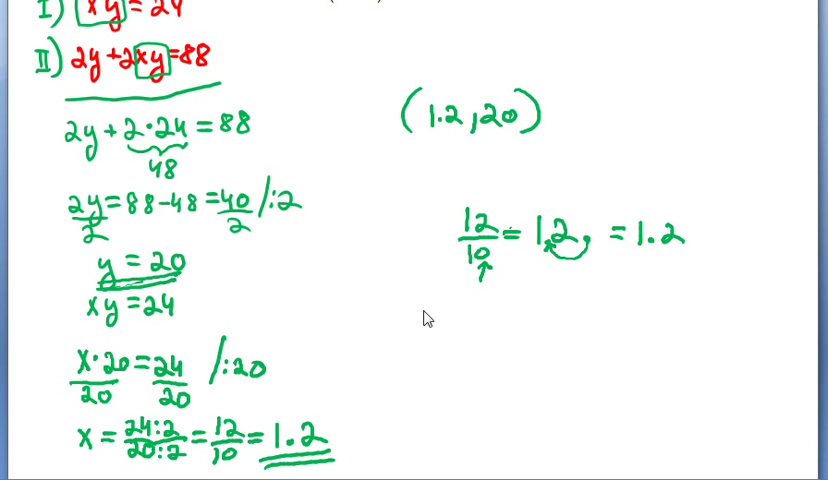 I) xy = 24
II) 2y+2xy=88
2y+2·24=88
48
2y/2=88-48=40/2 /:2
y=20
xy=24
x·20/20=24/20 /:20
x=24:2/20:2=12/10=1.2
(1.2,20)
12/10=12.=1.2